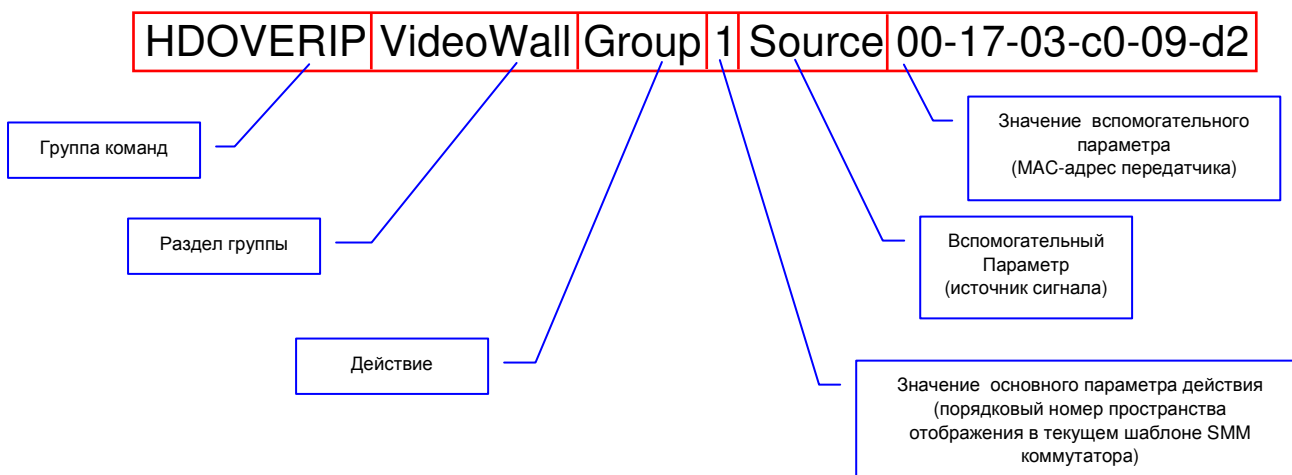 HDOVERIP VideoWall Group 1 Source 00-17-03-c0-09-d2
Группа команд
Значение вспомогательного
параметра
(MAC-адрес передатчика)
Раздел группы
Вспомогательный
Параметр
(источник сигнала)
Действие
Значение основного параметра действия
(порядковый номер пространства
отображения в текущем шаблоне SMM
коммутатора)